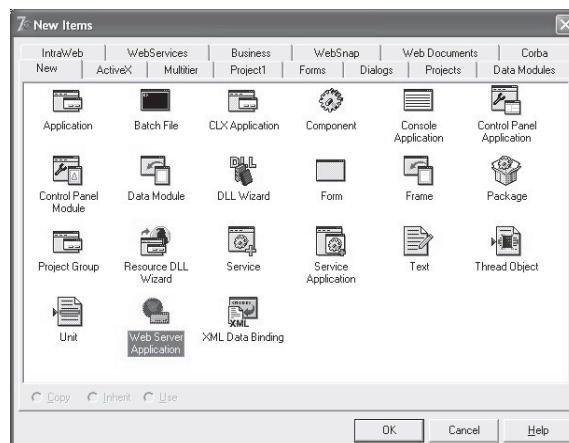 7 New Items
IntraWeb WebServices Business WebSnap Web Documents Corba
New ActiveX Multitier Project1 Forms Dialogs Projects Data Modules
Application Batch File CLX Application Component Console Application Control Panel Application
Control Panel Module Data Module DLL Wizard Form Frame Package
Project Group Resource DLL Wizard Service Service Application Text Thread Object
Unit Web Server Application XML Data Binding
Copy Inherit Use
OK Cancel Help